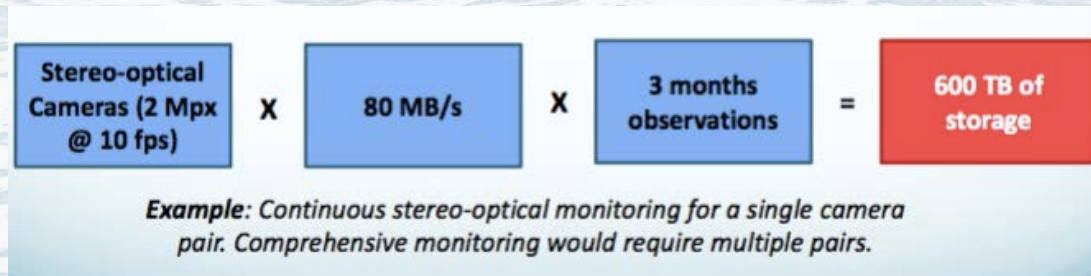 Stereo-optical
Cameras (2 Mpx
@ 10 fps)
X
80 MB/s
X
3 months
observations
=
600 TB of
storage
Example: Continuous stereo-optical monitoring for a single camera
pair. Comprehensive monitoring would require multiple pairs.